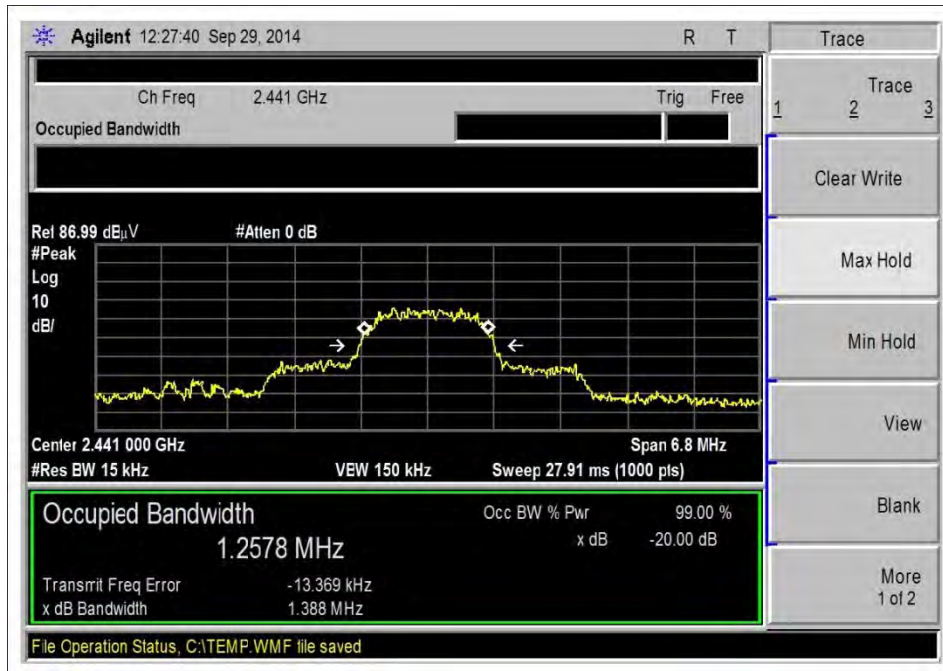 Agilent 12:27:40 Sep 29, 2014 R T
Trace
Ch Freq 2.441 GHz Trig Free
Occupied Bandwidth
Trace
1 2 3
Clear Write
Max Hold
Min Hold
View
Blank
More
1 of 2
Ref 86.99 dBµV #Atten 0 dB
#Peak
Log
10
dB/
Center 2.441 000 GHz Span 6.8 MHz
#Res BW 15 kHz VBW 150 kHz Sweep 27.91 ms (1000 pts)
Occupied Bandwidth Occ BW % Pwr 99.00 %
1.2578 MHz x dB -20.00 dB
Transmit Freq Error -13.369 kHz
x dB Bandwidth 1.388 MHz
File Operation Status, C:\TEMP.WMF file saved